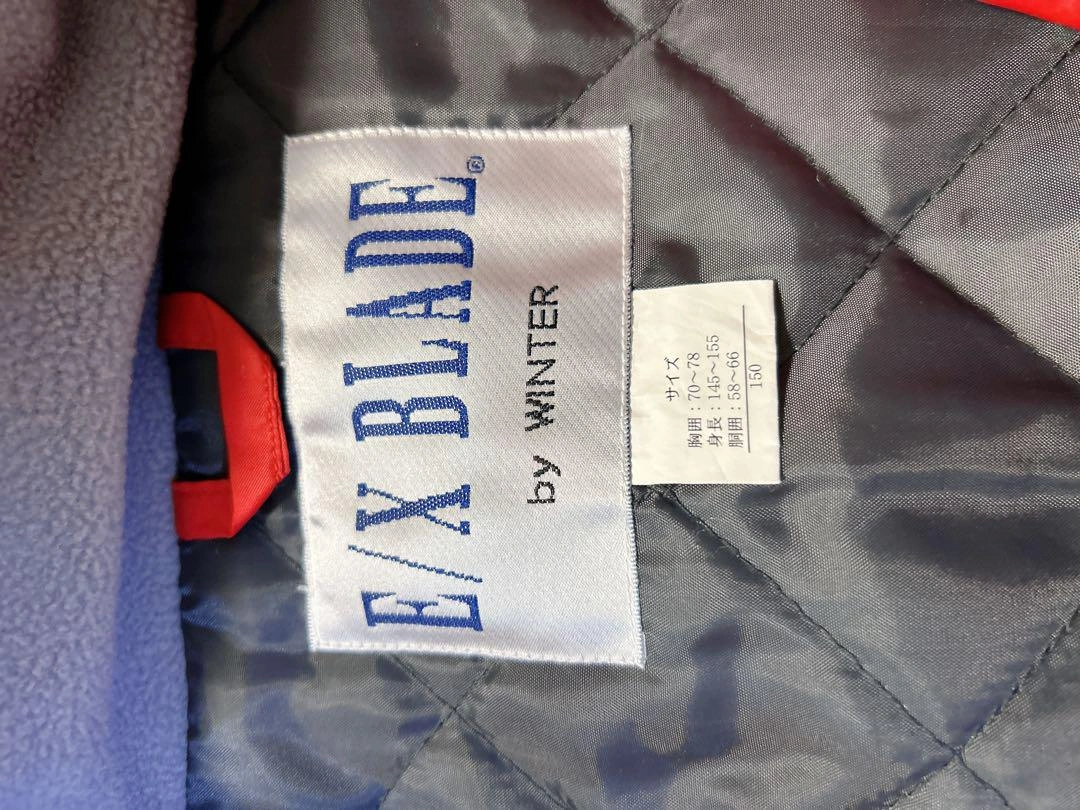 E/X BLADE®
by WINTER
サイズ
胸囲：70～78
身長：145～155
胴囲：58～66
150